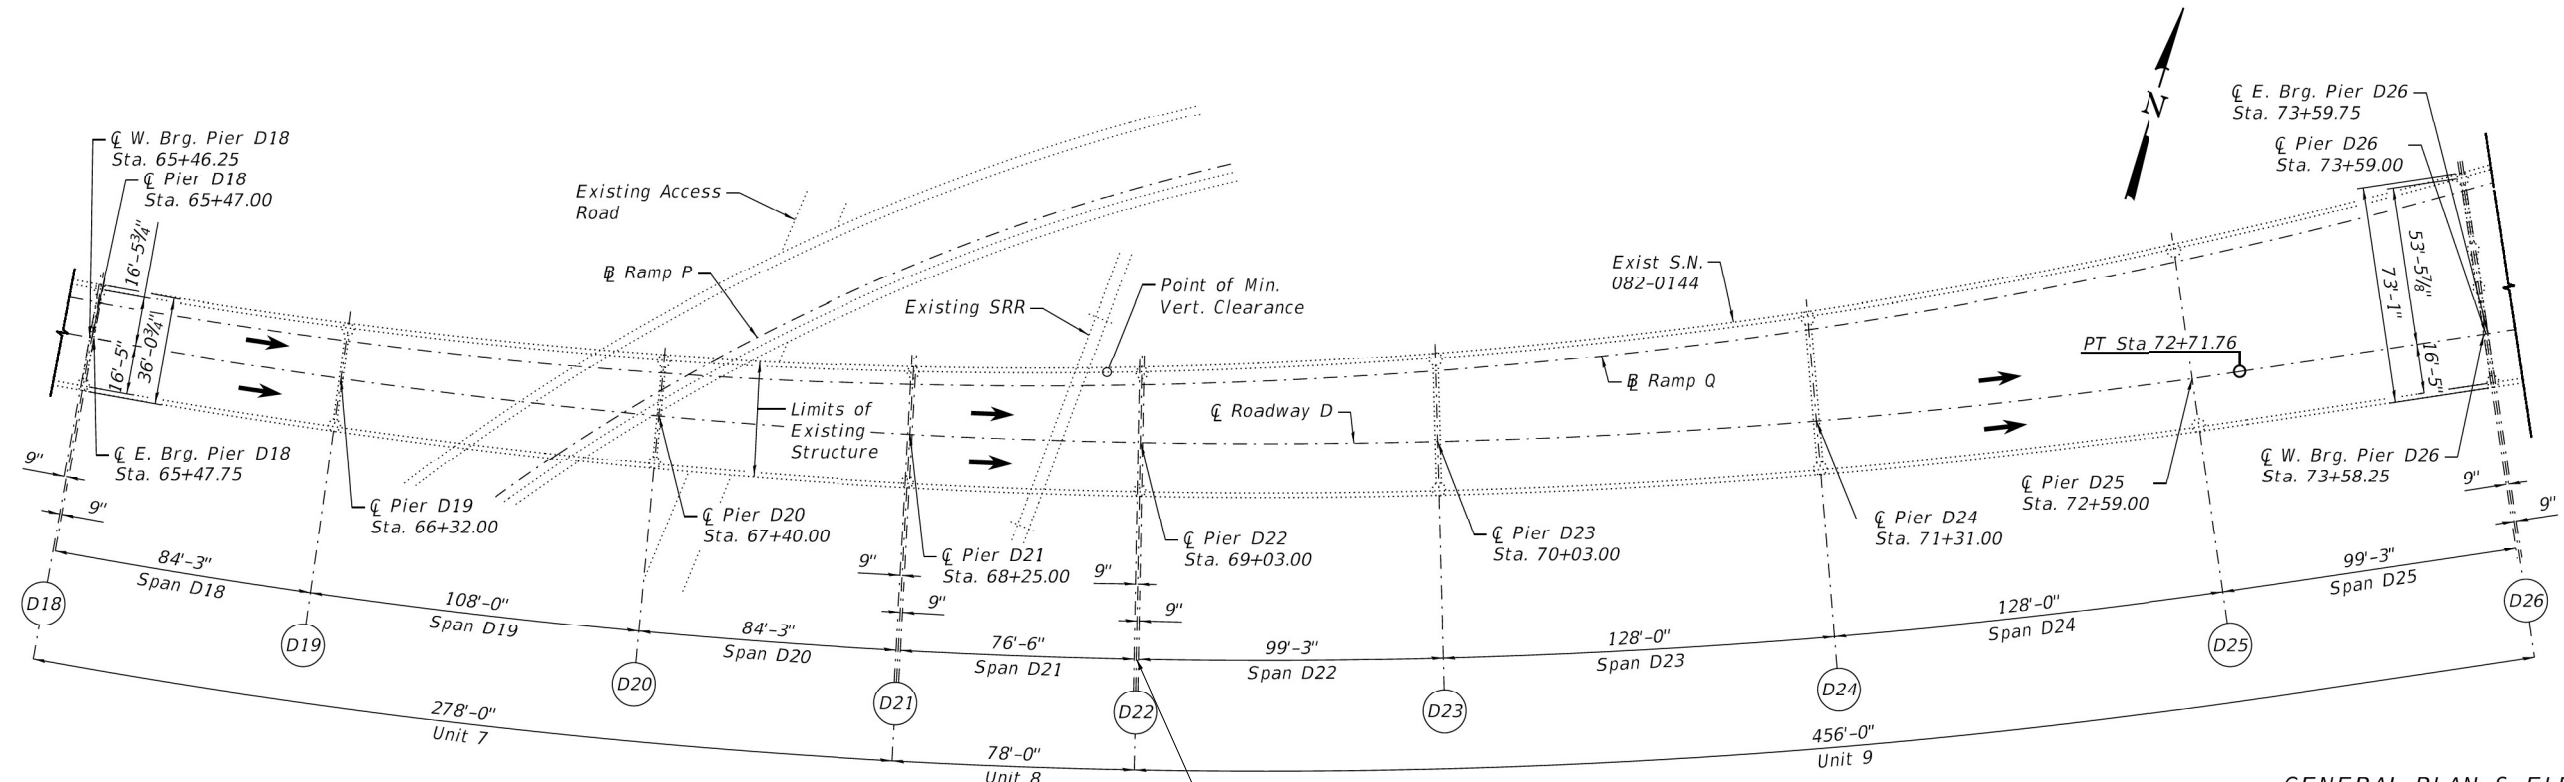 ℄ W. Brg. Pier D18
Sta. 65+46.25
℄ Pier D18
Sta. 65+47.00
16'-5¾"
16'-5"
36'-0¾"
℄ E. Brg. Pier D18
Sta. 65+47.75
9"
9"
Existing Access
Road
℄ Pier D19
Sta. 66+32.00
BL Ramp P
Limits of
Existing
Structure
℄ Pier D20
Sta. 67+40.00
Existing SRR
Point of Min.
Vert. Clearance
℄ Pier D21
Sta. 68+25.00
9"
9"
℄ Roadway D
℄ Pier D22
Sta. 69+03.00
9"
9"
Exist S.N.
082-0144
BL Ramp Q
℄ Pier D23
Sta. 70+03.00
℄ Pier D24
Sta. 71+31.00
N
PT Sta 72+71.76
℄ Pier D25
Sta. 72+59.00
℄ E. Brg. Pier D26
Sta. 73+59.75
℄ Pier D26
Sta. 73+59.00
53'-5⅞"
73'-1"
16'-5"
℄ W. Brg. Pier D26
Sta. 73+58.25
9"
9"
84'-3"
Span D18
108'-0"
Span D19
84'-3"
Span D20
76'-6"
Span D21
99'-3"
Span D22
128'-0"
Span D23
128'-0"
Span D24
99'-3"
Span D25
D18
D19
D20
D21
D22
D23
D24
D25
D26
278'-0"
Unit 7
78'-0"
Unit 8
456'-0"
Unit 9